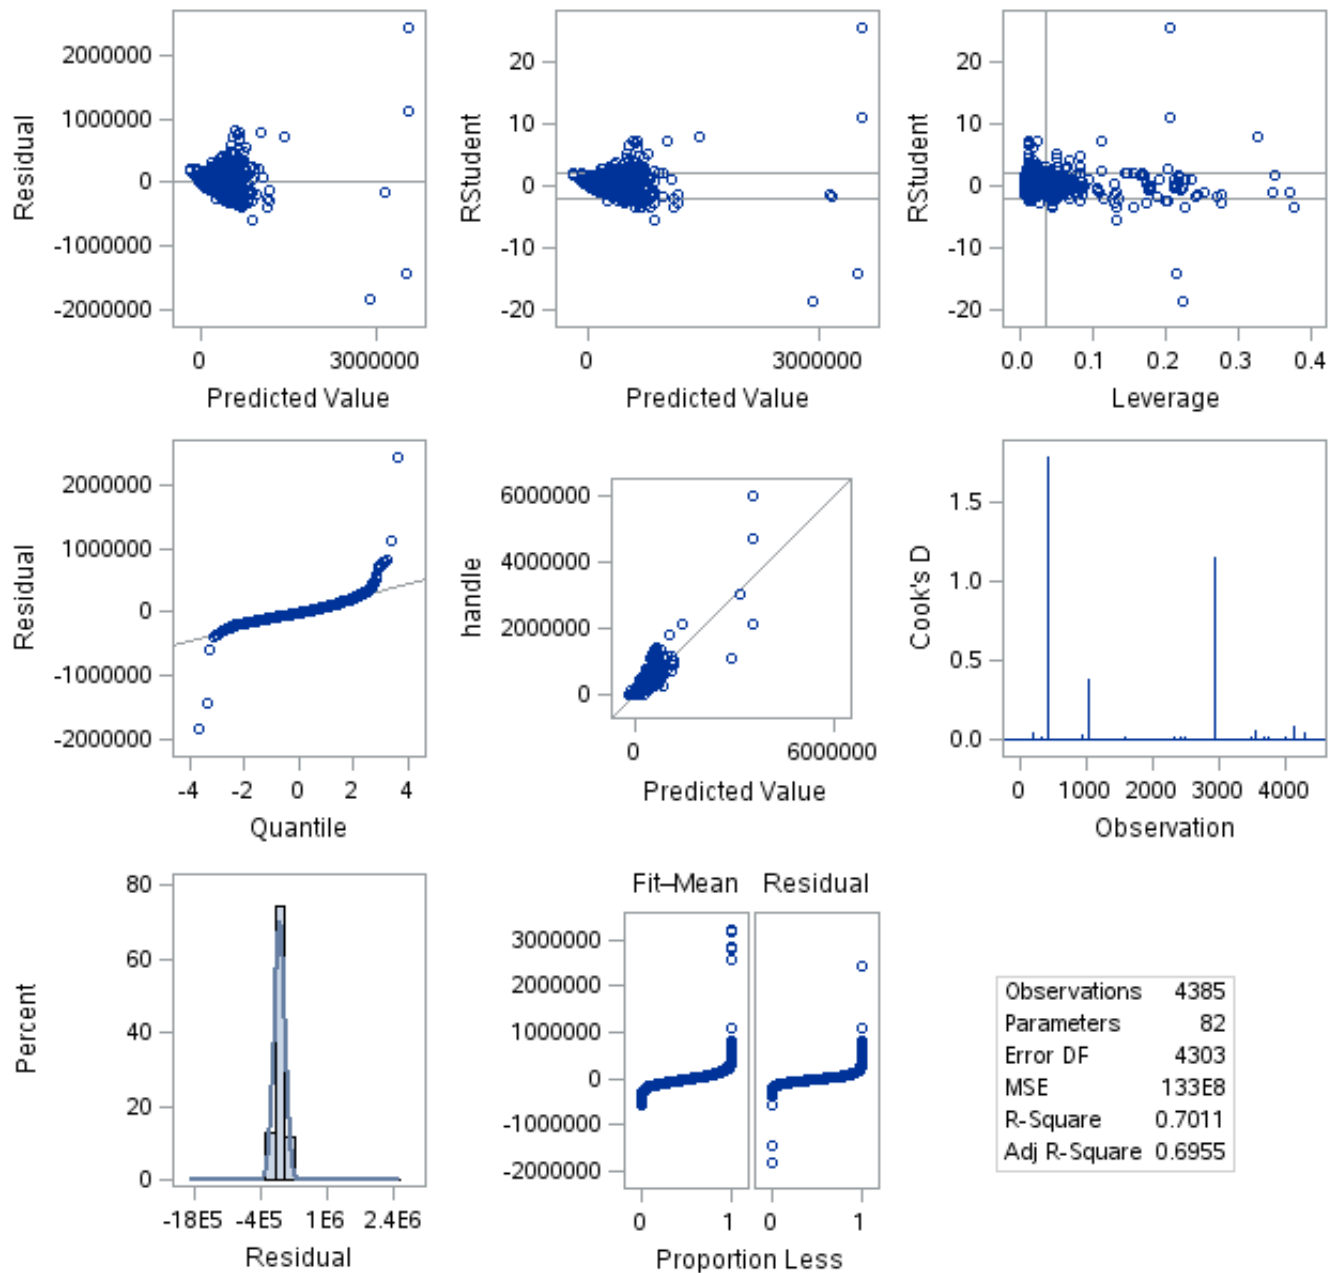 2000000
1000000
0
-1000000
-2000000
Residual
0 3000000
Predicted Value
20
10
0
-10
-20
RStudent
0 3000000
Predicted Value
20
10
0
-10
-20
RStudent
0.0 0.1 0.2 0.3 0.4
Leverage
2000000
1000000
0
-1000000
-2000000
Residual
-4 -2 0 2 4
Quantile
6000000
4000000
2000000
0
handle
0 6000000
Predicted Value
1.5
1.0
0.5
0.0
Cook's D
0 1000 2000 3000 4000
Observation
80
60
40
20
0
Percent
-18E5 -4E5 1E6 2.4E6
Residual
Fit–Mean Residual
3000000
2000000
1000000
0
-1000000
-2000000
0 1 0 1
Proportion Less
Observations 4385
Parameters 82
Error DF 4303
MSE 133E8
R-Square 0.7011
Adj R-Square 0.6955